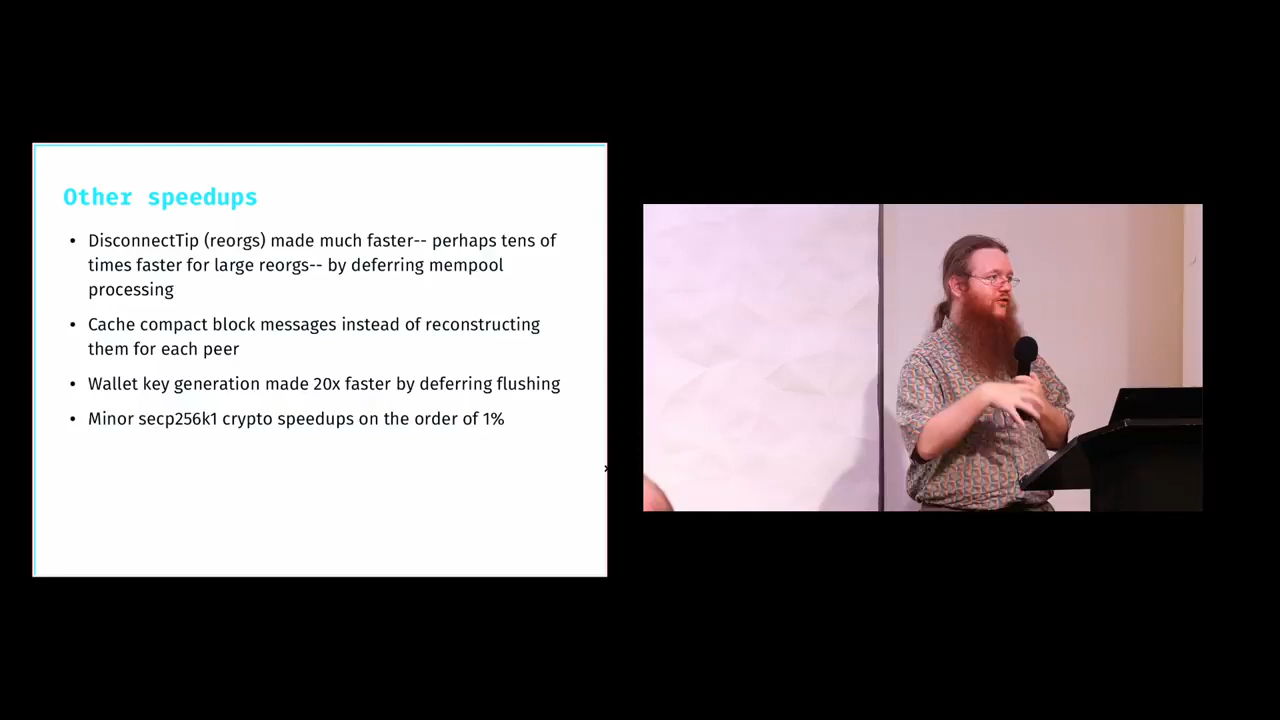 Other speedups
• DisconnectTip (reorgs) made much faster-- perhaps tens of
times faster for large reorgs-- by deferring mempool
processing
• Cache compact block messages instead of reconstructing
them for each peer
• Wallet key generation made 20x faster by deferring flushing
• Minor secp256k1 crypto speedups on the order of 1%